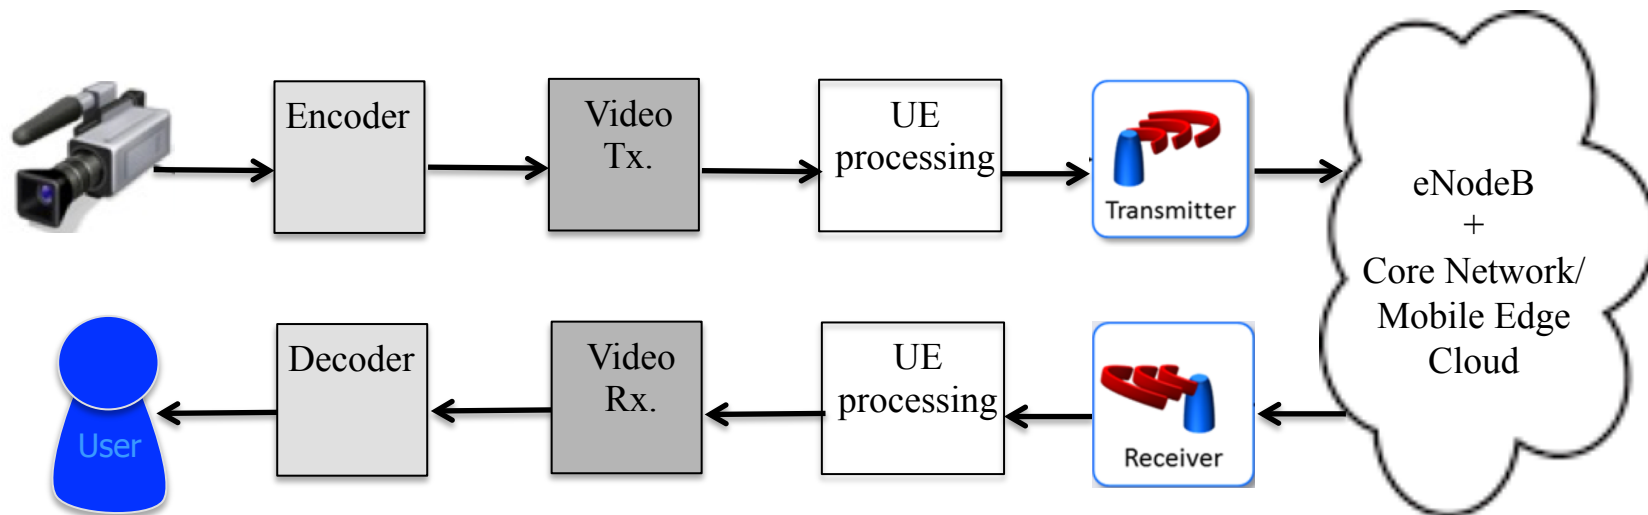 Encoder
Video
Tx.
UE
processing
Transmitter
eNodeB
+
Core Network/
Mobile Edge
Cloud
User
Decoder
Video
Rx.
UE
processing
Receiver